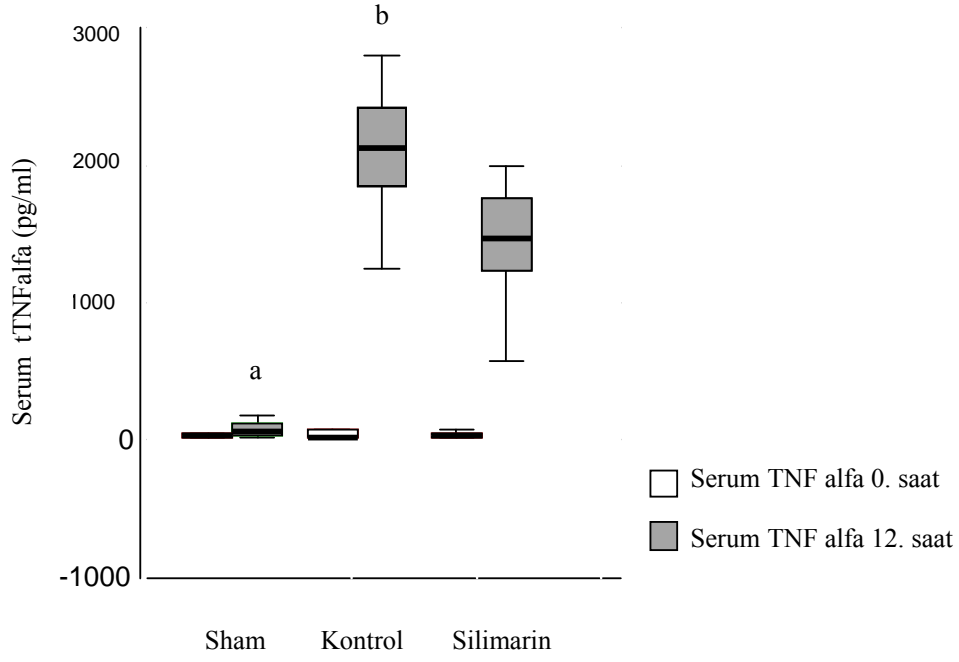 b
3000
2000
1000
0
-1000
Serum tTNFalfa (pg/ml)
a
Serum TNF alfa 0. saat
Serum TNF alfa 12. saat
Sham Kontrol Silimarin